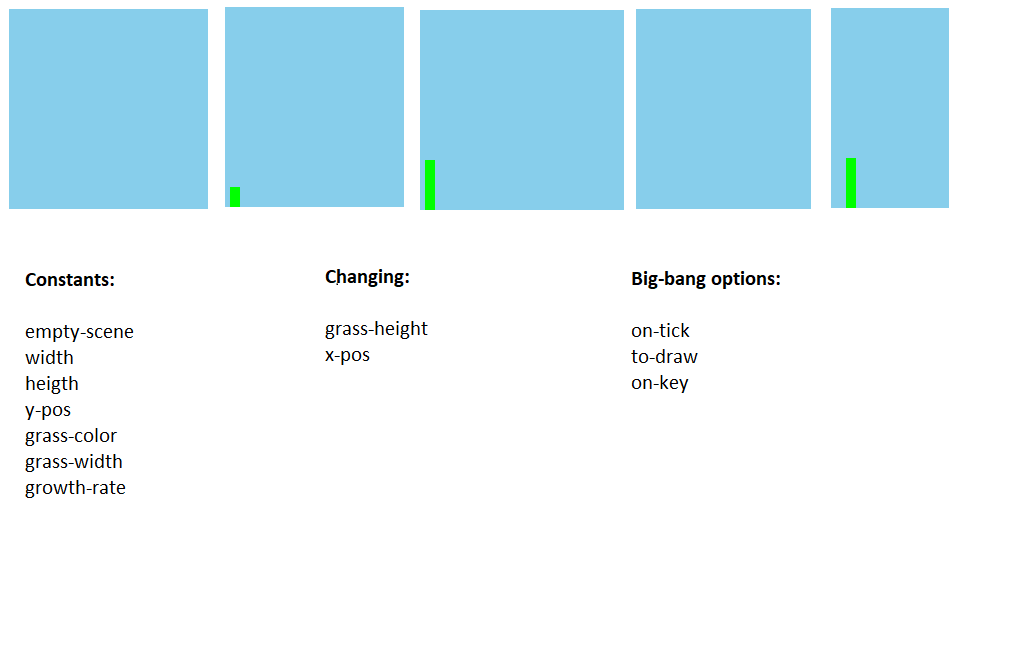 Constants:
empty-scene
width
heigth
y-pos
grass-color
grass-width
growth-rate
Changing:
grass-height
x-pos
Big-bang options:
on-tick
to-draw
on-key